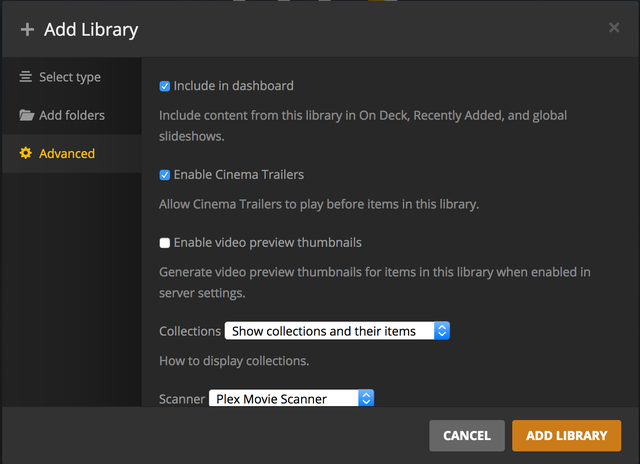 Add Library
Select type
Add folders
Advanced
Include in dashboard
Include content from this library in On Deck, Recently Added, and global
slideshows.
Enable Cinema Trailers
Allow Cinema Trailers to play before items in this library.
Enable video preview thumbnails
Generate video preview thumbnails for items in this library when enabled in
server settings.
Collections Show collections and their items
How to display collections.
Scanner Plex Movie Scanner
CANCEL ADD LIBRARY